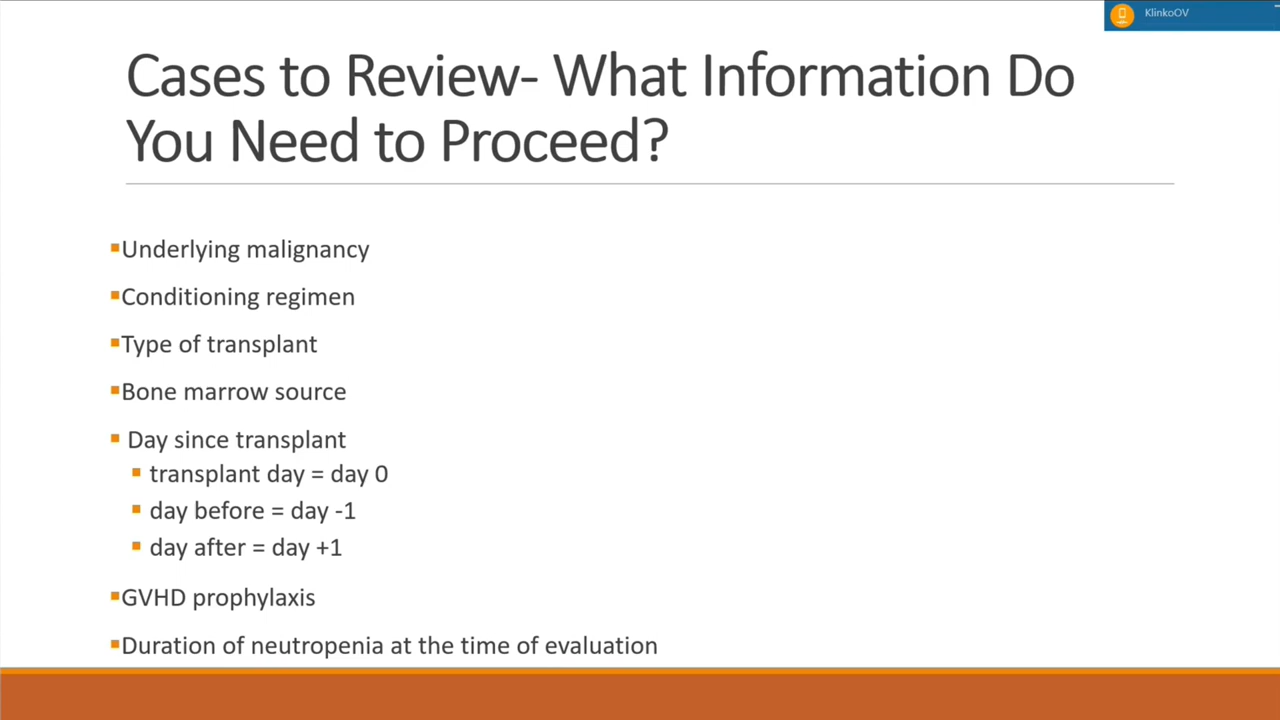 KlinkoOV
Cases to Review- What Information Do
You Need to Proceed?
Underlying malignancy
Conditioning regimen
Type of transplant
Bone marrow source
Day since transplant
transplant day = day 0
day before = day -1
day after = day +1
GVHD prophylaxis
Duration of neutropenia at the time of evaluation